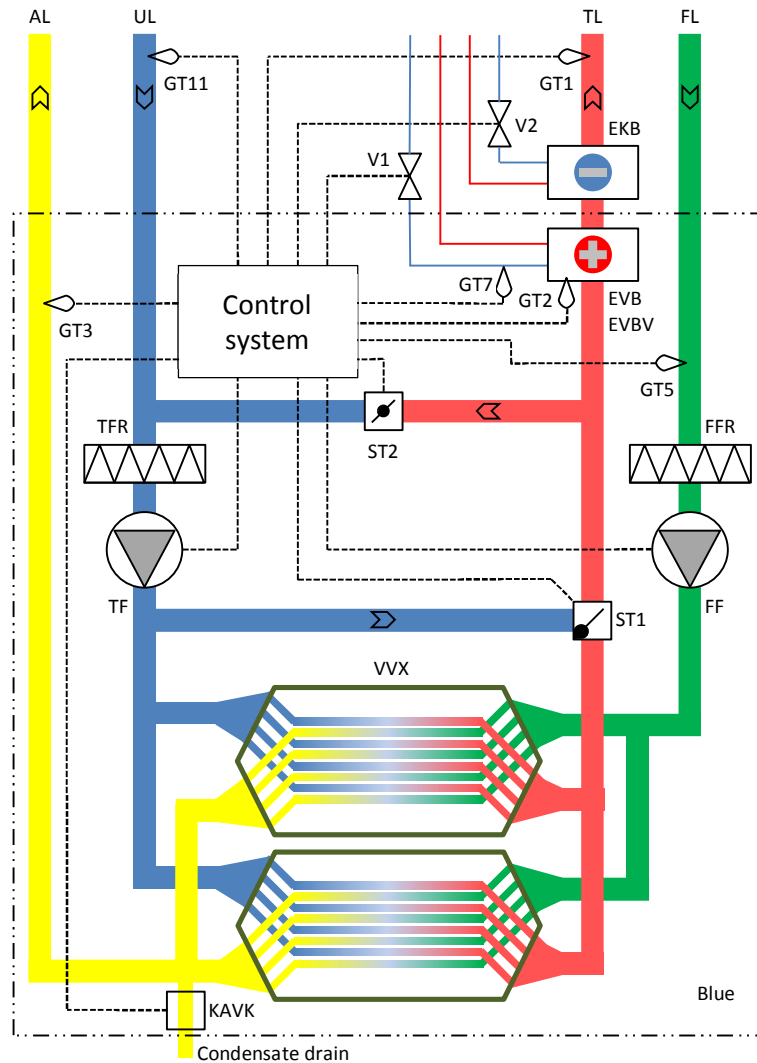 AL UL TL FL
GT11 GT1
V2 EKB
V1
GT7
GT2 EVB
EVBV
GT3
Control
system
GT5
TFR FFR
ST2
TF FF
ST1
VVX
KAVK
Blue
Condensate drain